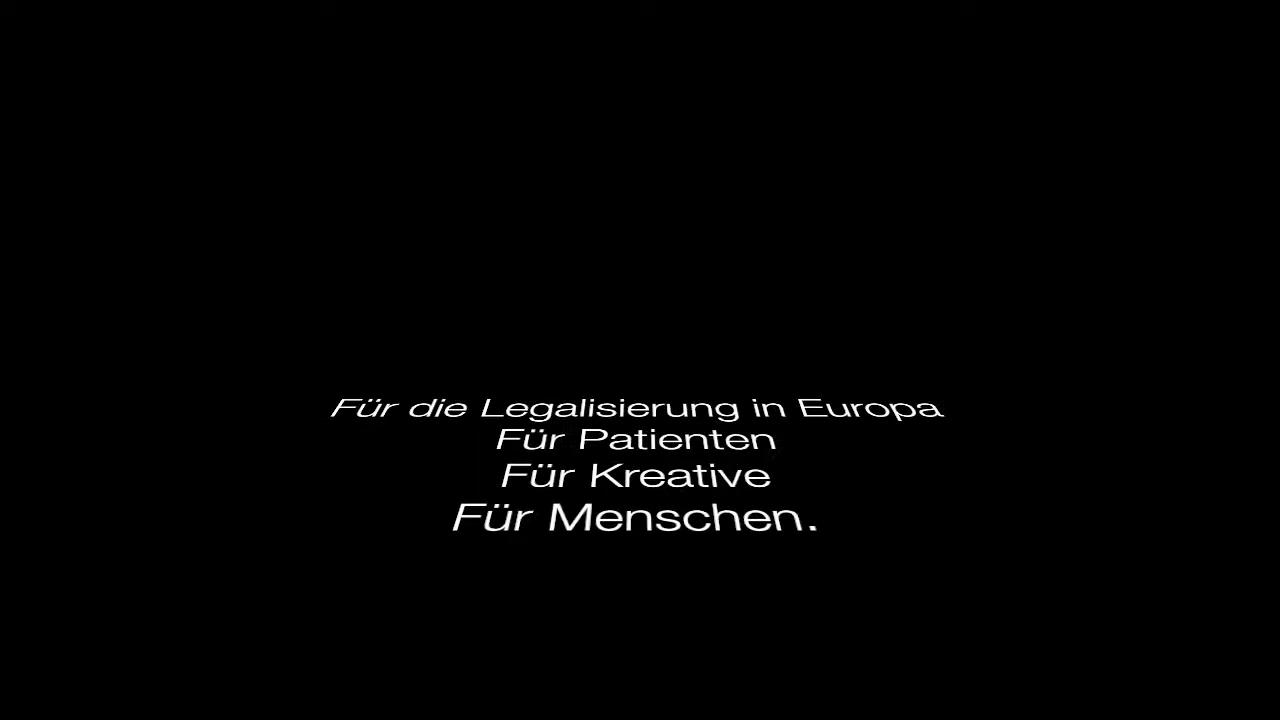 Für die Legalisierung in Europa
Für Patienten
Für Kreative
Für Menschen.